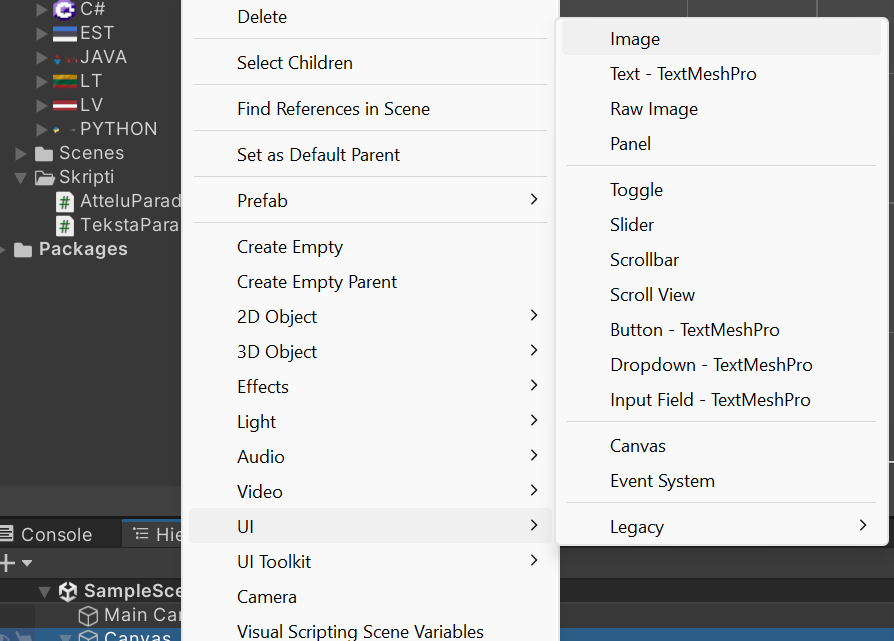 C#
EST
JAVA
LT
LV
PYTHON
Scenes
Skripti
AtteluParad
TekstaPara
Packages
Console
Hie
SampleSce
Main Car
Canvas
Delete
Select Children
Find References in Scene
Set as Default Parent
Prefab
Create Empty
Create Empty Parent
2D Object
3D Object
Effects
Light
Audio
Video
UI
UI Toolkit
Camera
Visual Scripting Scene Variables
Image
Text - TextMeshPro
Raw Image
Panel
Toggle
Slider
Scrollbar
Scroll View
Button - TextMeshPro
Dropdown - TextMeshPro
Input Field - TextMeshPro
Canvas
Event System
Legacy